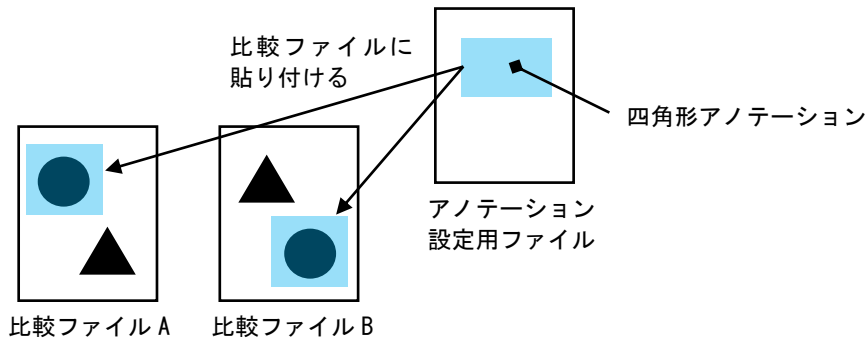 比較ファイルに
貼り付ける
四角形アノテーション
アノテーション
設定用ファイル
比較ファイル A
比較ファイル B